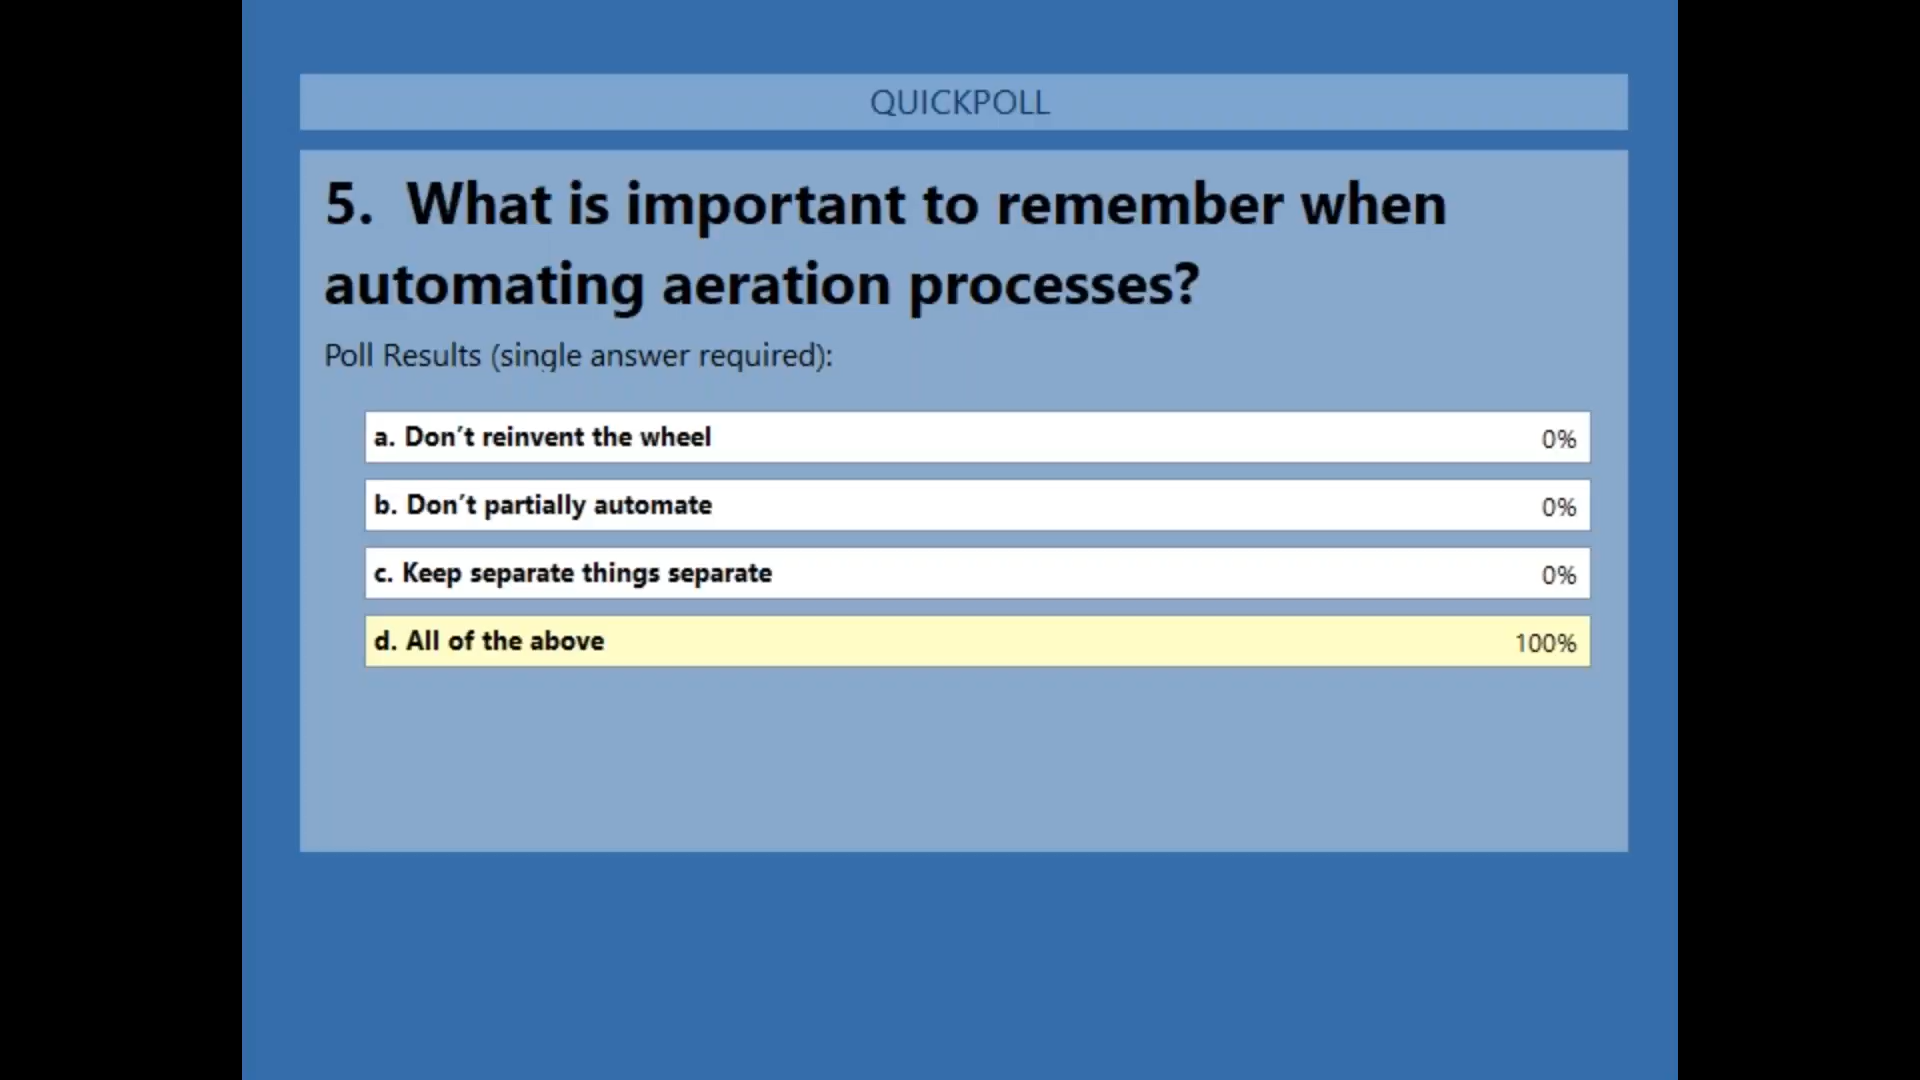 QUICKPOLL
5.  What is important to remember when
automating aeration processes?
Poll Results (single answer required):
a. Don’t reinvent the wheel 0%
b. Don’t partially automate 0%
c. Keep separate things separate 0%
d. All of the above 100%